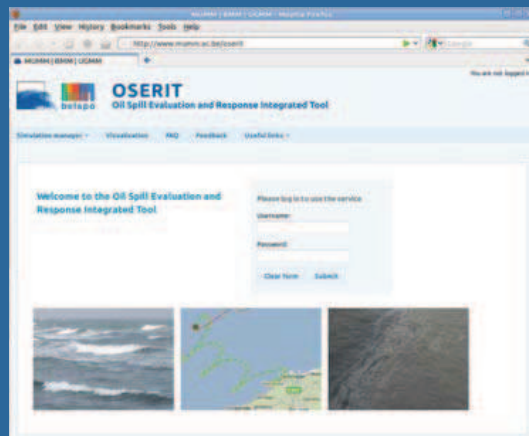 MUMM | BMM | UGMM - Mozilla Firefox
File Edit View History Bookmarks Tools Help
http://www.mumm.ac.be/oserit
Google
MUMM | BMM | UGMM
You are not logged
belspo
OSERIT
Oil Spill Evaluation and Response Integrated Tool
Simulation manager Visualisation FAQ Feedback Useful links
Welcome to the Oil Spill Evaluation and
Response Integrated Tool
Please log in to use the service
Username:
Password:
Clear form Submit